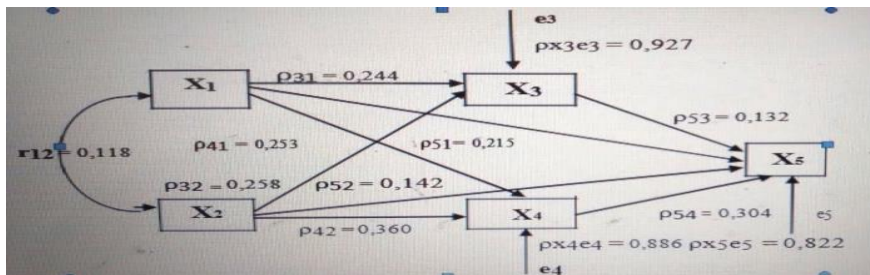 e3
ρx3e3 = 0,927
X1
ρ31 = 0,244
X3
ρ53 = 0,132
r12 = 0,118
ρ41 = 0,253
ρ51= 0,215
X5
ρ32 = 0,258
ρ52 = 0,142
X2
X4
ρ54 = 0,304
e5
ρ42 = 0,360
ρx4e4 = 0,886 ρx5e5 = 0,822
e4